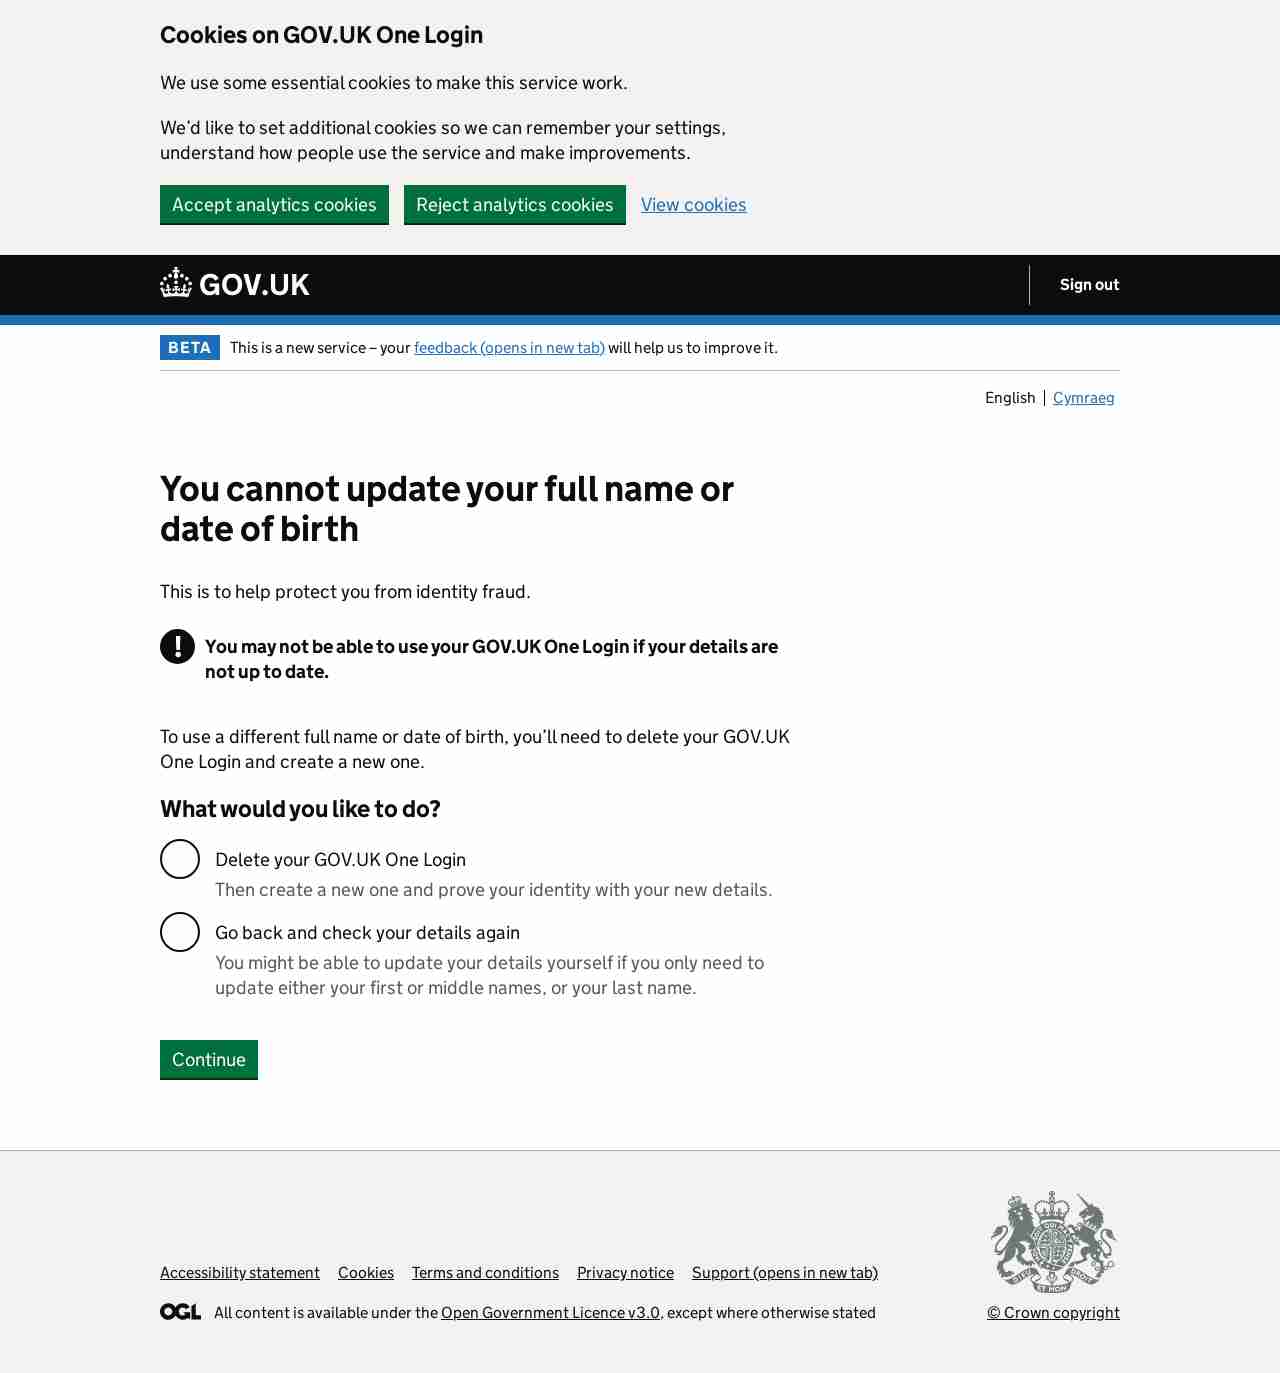 Cookies on GOV.UK One Login
We use some essential cookies to make this service work.
We’d like to set additional cookies so we can remember your settings,
understand how people use the service and make improvements.
Accept analytics cookies Reject analytics cookies View cookies
GOV.UK Sign out
BETA This is a new service – your feedback (opens in new tab) will help us to improve it.
English Cymraeg
You cannot update your full name or
date of birth
This is to help protect you from identity fraud.
! You may not be able to use your GOV.UK One Login if your details are
not up to date.
To use a different full name or date of birth, you’ll need to delete your GOV.UK
One Login and create a new one.
What would you like to do?
Delete your GOV.UK One Login
Then create a new one and prove your identity with your new details.
Go back and check your details again
You might be able to update your details yourself if you only need to
update either your first or middle names, or your last name.
Continue
Accessibility statement Cookies Terms and conditions Privacy notice Support (opens in new tab)
OGL All content is available under the Open Government Licence v3.0, except where otherwise stated
© Crown copyright